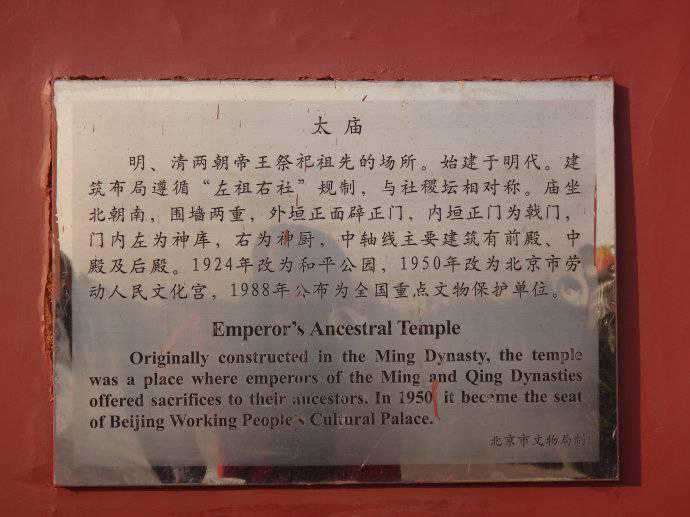 太庙
明、清两朝帝王祭祀祖先的场所。始建于明代。建
筑布局遵循“左祖右社”规制，与社稷坛相对称。庙坐
北朝南，围墙两重，外垣正面辟正门，内垣正门为戟门，
门内左为神库，右为神厨，中轴线主要建筑有前殿、中
殿及后殿。1924年改为和平公园，1950年改为北京市劳
动人民文化宫，1988年公布为全国重点文物保护单位。
Emperor's Ancestral Temple
Originally constructed in the Ming Dynasty, the temple
was a place where emperors of the Ming and Qing Dynasties
offered sacrifices to their ancestors. In 1950, it became the seat
of Beijing Working People's Cultural Palace.
北京市文物局制